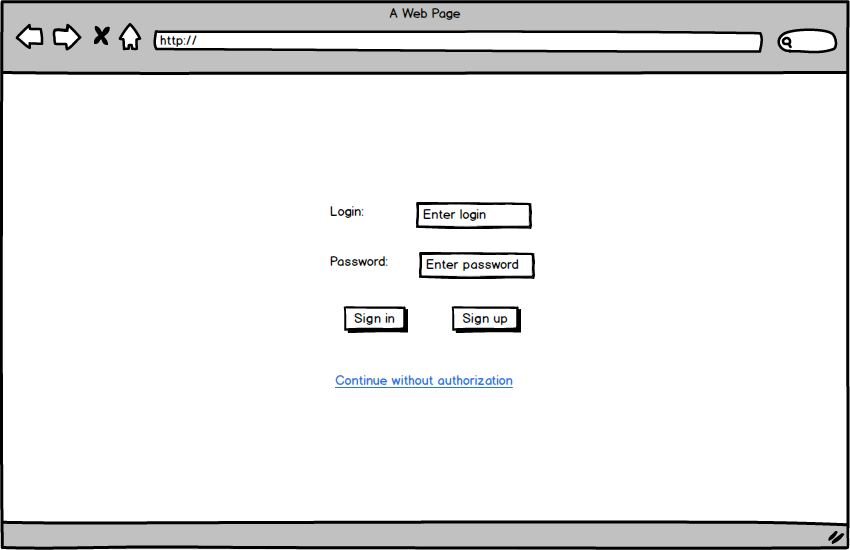 A Web Page
http://
Login:
Enter login
Password:
Enter password
Sign in
Sign up
Continue without authorization